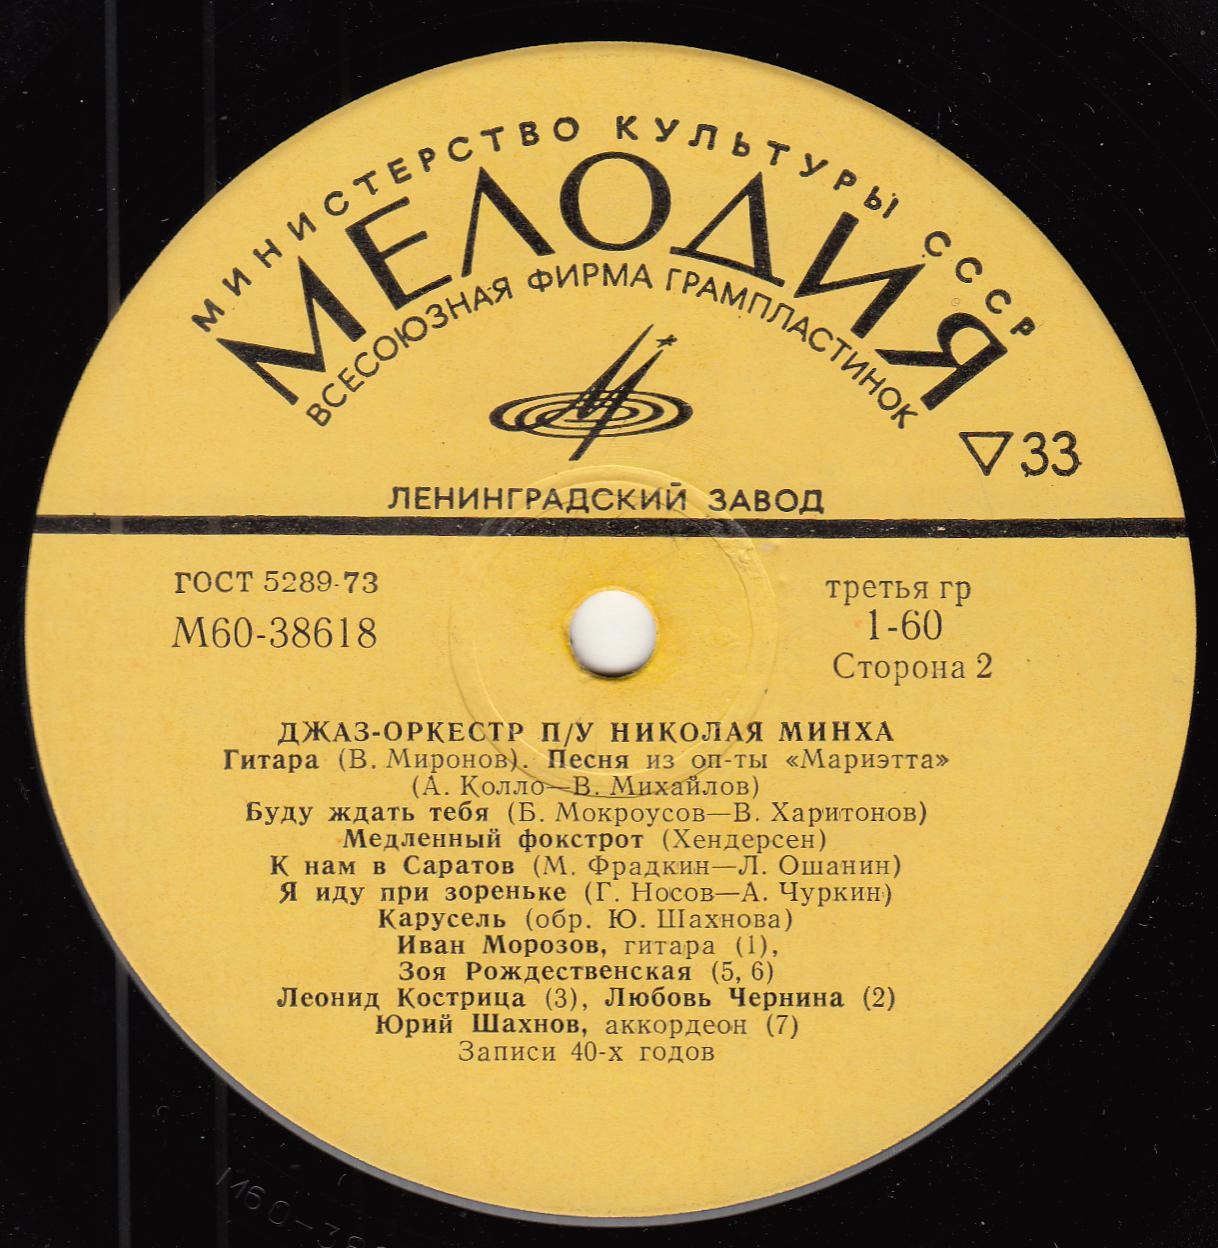 МИНИСТЕРСТВО КУЛЬТУРЫ СССР
МЕЛОДИЯ
ВСЕСОЮЗНАЯ ФИРМА ГРАМПЛАСТИНОК
33
ЛЕНИНГРАДСКИЙ ЗАВОД
ГОСТ 5289-73
М60-38618
третья гр
1-60
Сторона 2
ДЖАЗ-ОРКЕСТР П/У НИКОЛАЯ МИНХА
Гитара (В. Миронов). Песня из оп-ты «Мариэтта»
(А. Колло—В. Михайлов)
Буду ждать тебя (Б. Мокроусов—В. Харитонов)
Медленный фокстрот (Хендерсен)
К нам в Саратов (М. Фрадкин—Л. Ошанин)
Я иду при зореньке (Г. Носов—А. Чуркин)
Карусель (обр. Ю. Шахнова)
Иван Морозов, гитара (1),
Зоя Рождественская (5, 6)
Леонид Кострица (3), Любовь Чернина (2)
Юрий Шахнов, аккордеон (7)
Записи 40-х годов